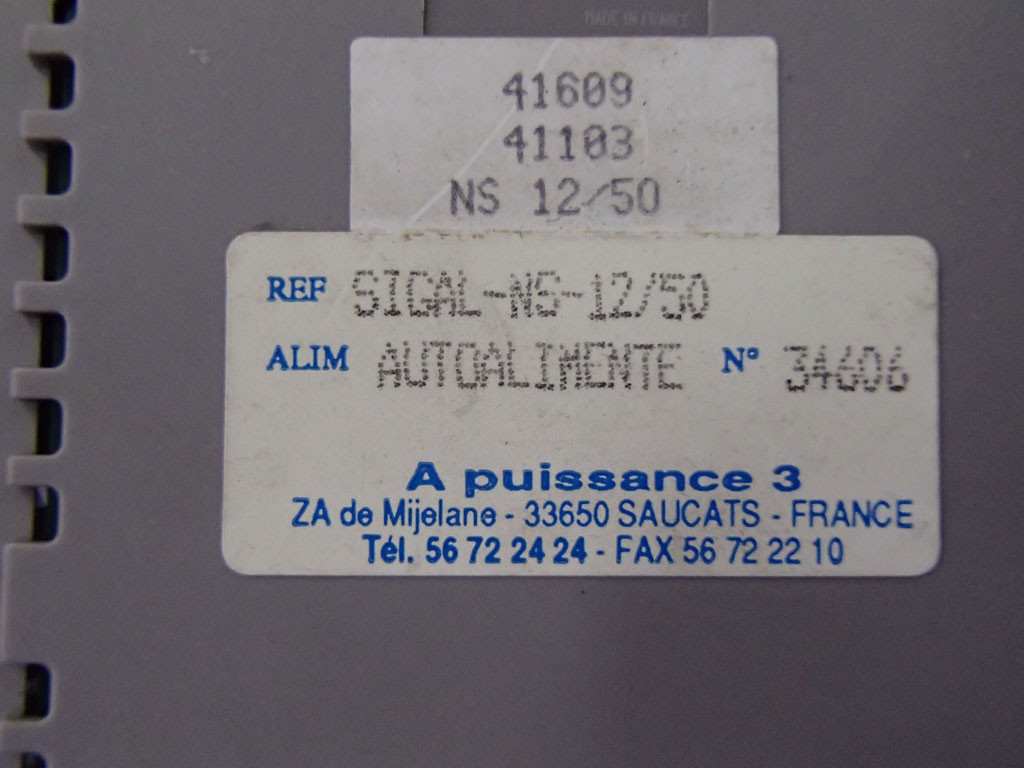 MADE IN FRANCE
41609
41103
NS 12/50
REF SIGAL-NS-12/50
ALIM AUTOALIMENTE N° 34606
A puissance 3
ZA de Mijelane - 33650 SAUCATS - FRANCE
Tél. 56 72 24 24 - FAX 56 72 22 10